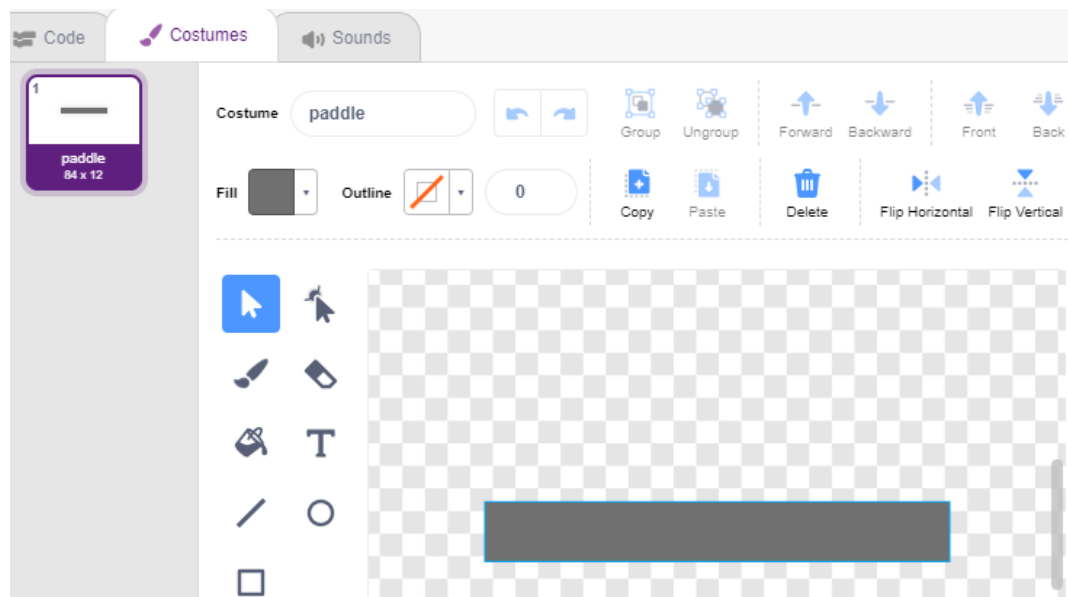 Code Costumes Sounds
1
paddle
84 x 12
Costume paddle
Group Ungroup Forward Backward Front Back
Fill Outline 0
Copy Paste Delete Flip Horizontal Flip Vertical
T